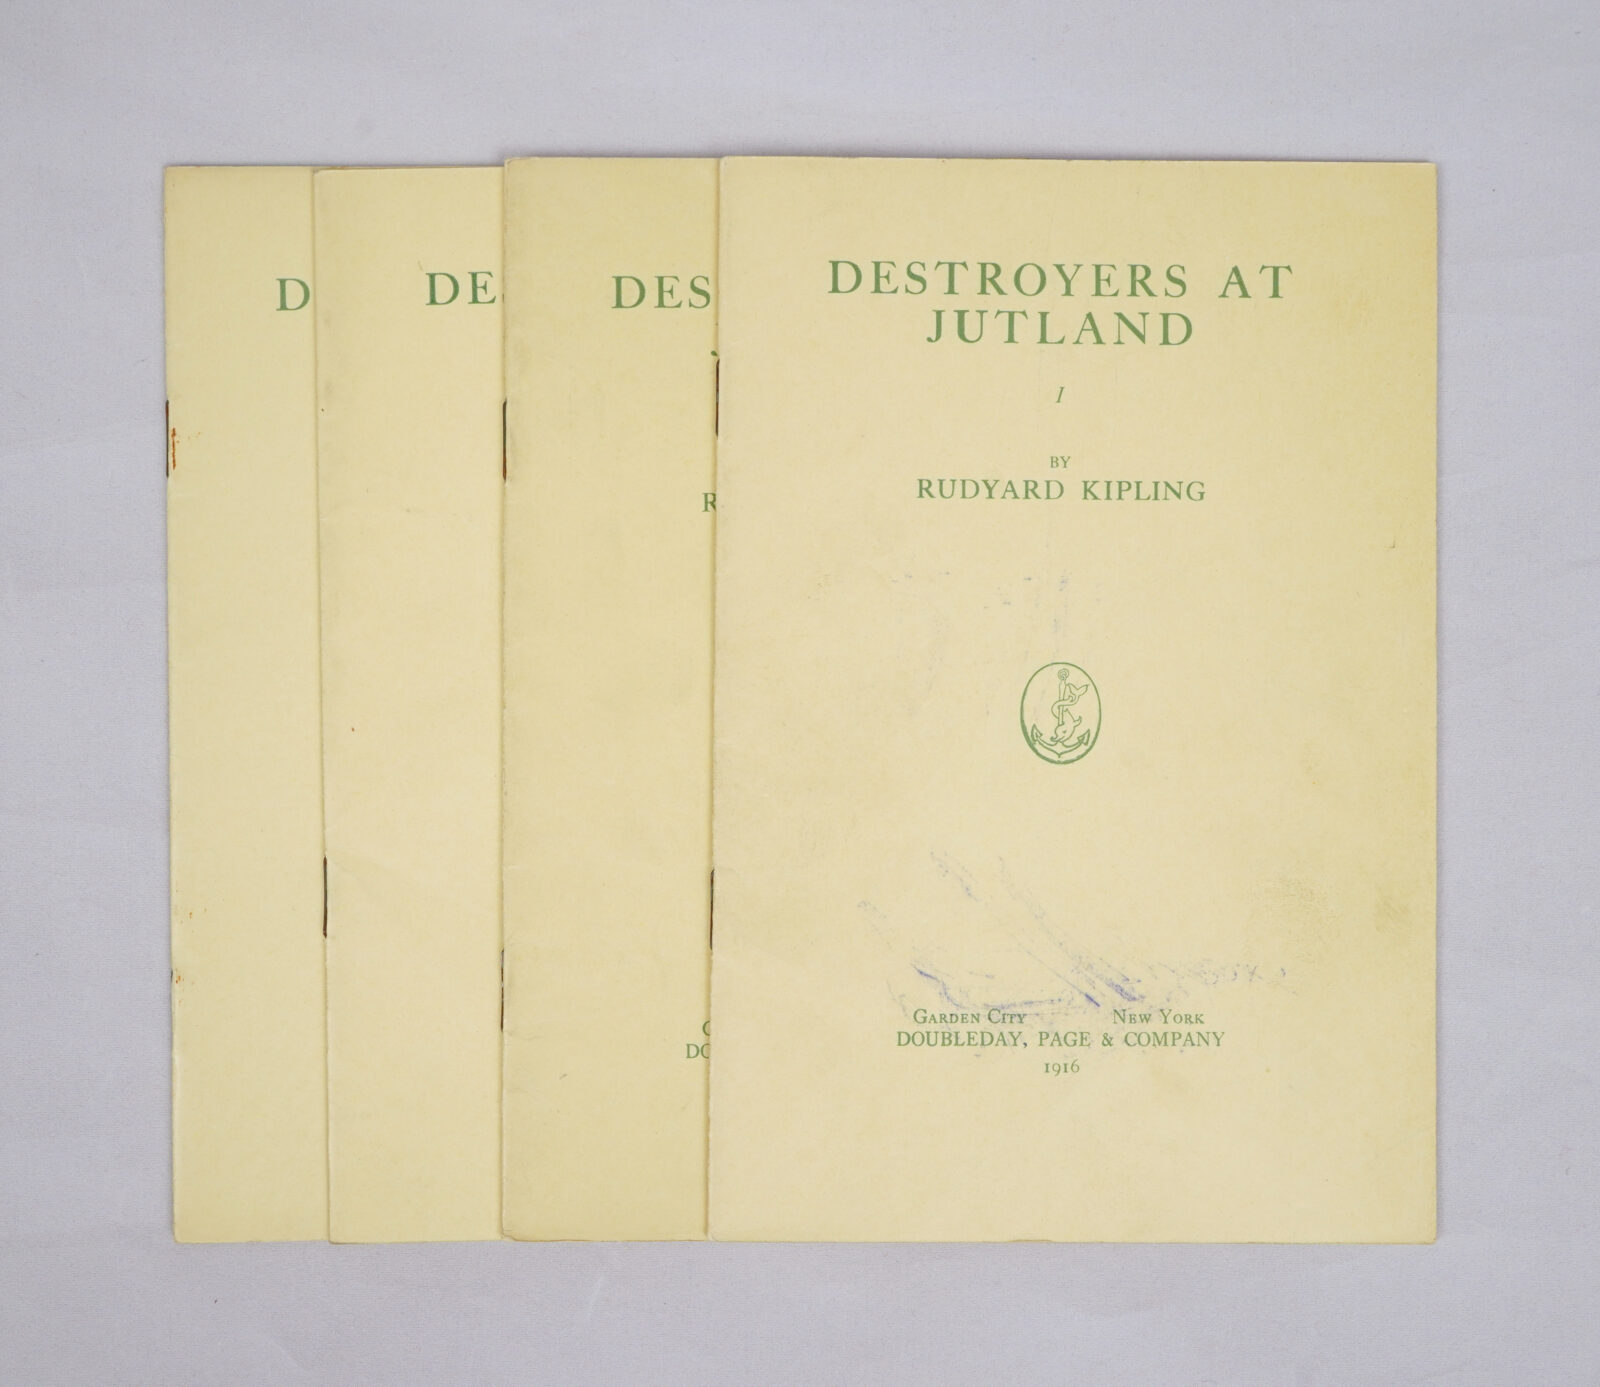 D
DE
DES
R
DO
DESTROYERS AT
JUTLAND
I
BY
RUDYARD KIPLING
GARDEN CITY NEW YORK
DOUBLEDAY, PAGE & COMPANY
1916